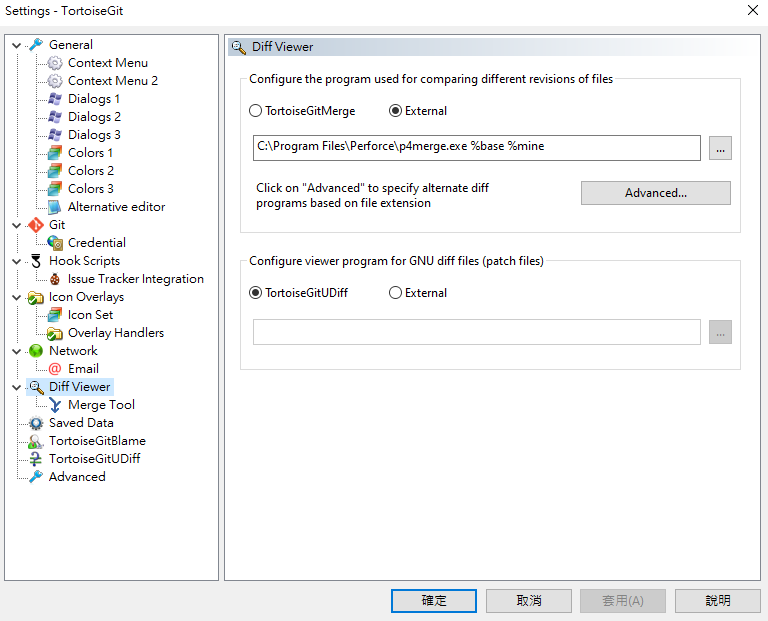 Settings - TortoiseGit
General
Context Menu
Context Menu 2
Dialogs 1
Dialogs 2
Dialogs 3
Colors 1
Colors 2
Colors 3
Alternative editor
Git
Credential
Hook Scripts
Issue Tracker Integration
Icon Overlays
Icon Set
Overlay Handlers
Network
Email
Diff Viewer
Merge Tool
Saved Data
TortoiseGitBlame
TortoiseGitUDiff
Advanced
Diff Viewer
Configure the program used for comparing different revisions of files
TortoiseGitMerge
External
C:\Program Files\Perforce\p4merge.exe %base %mine
...
Click on "Advanced" to specify alternate diff
programs based on file extension
Advanced...
Configure viewer program for GNU diff files (patch files)
TortoiseGitUDiff
External
...
確定
取消
套用(A)
說明